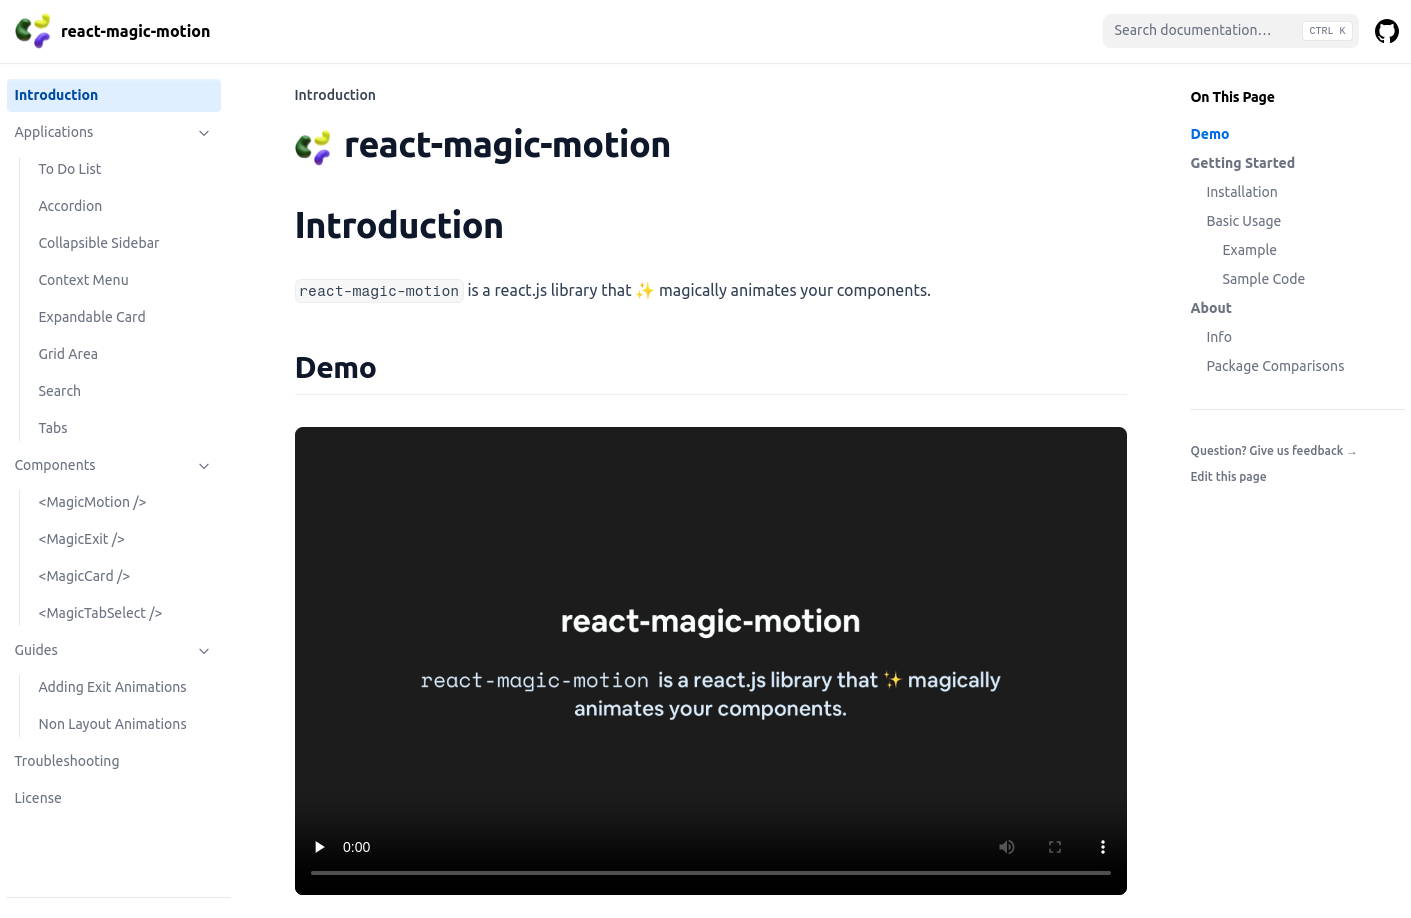 react-magic-motion
Search documentation…
CTRL K
Introduction
Applications
To Do List
Accordion
Collapsible Sidebar
Context Menu
Expandable Card
Grid Area
Search
Tabs
Components
<MagicMotion />
<MagicExit />
<MagicCard />
<MagicTabSelect />
Guides
Adding Exit Animations
Non Layout Animations
Troubleshooting
License
Introduction
react-magic-motion
Introduction
react-magic-motion is a react.js library that ✨ magically animates your components.
Demo
react-magic-motion
react-magic-motion is a react.js library that ✨ magically
animates your components.
0:00
On This Page
Demo
Getting Started
Installation
Basic Usage
Example
Sample Code
About
Info
Package Comparisons
Question? Give us feedback →
Edit this page